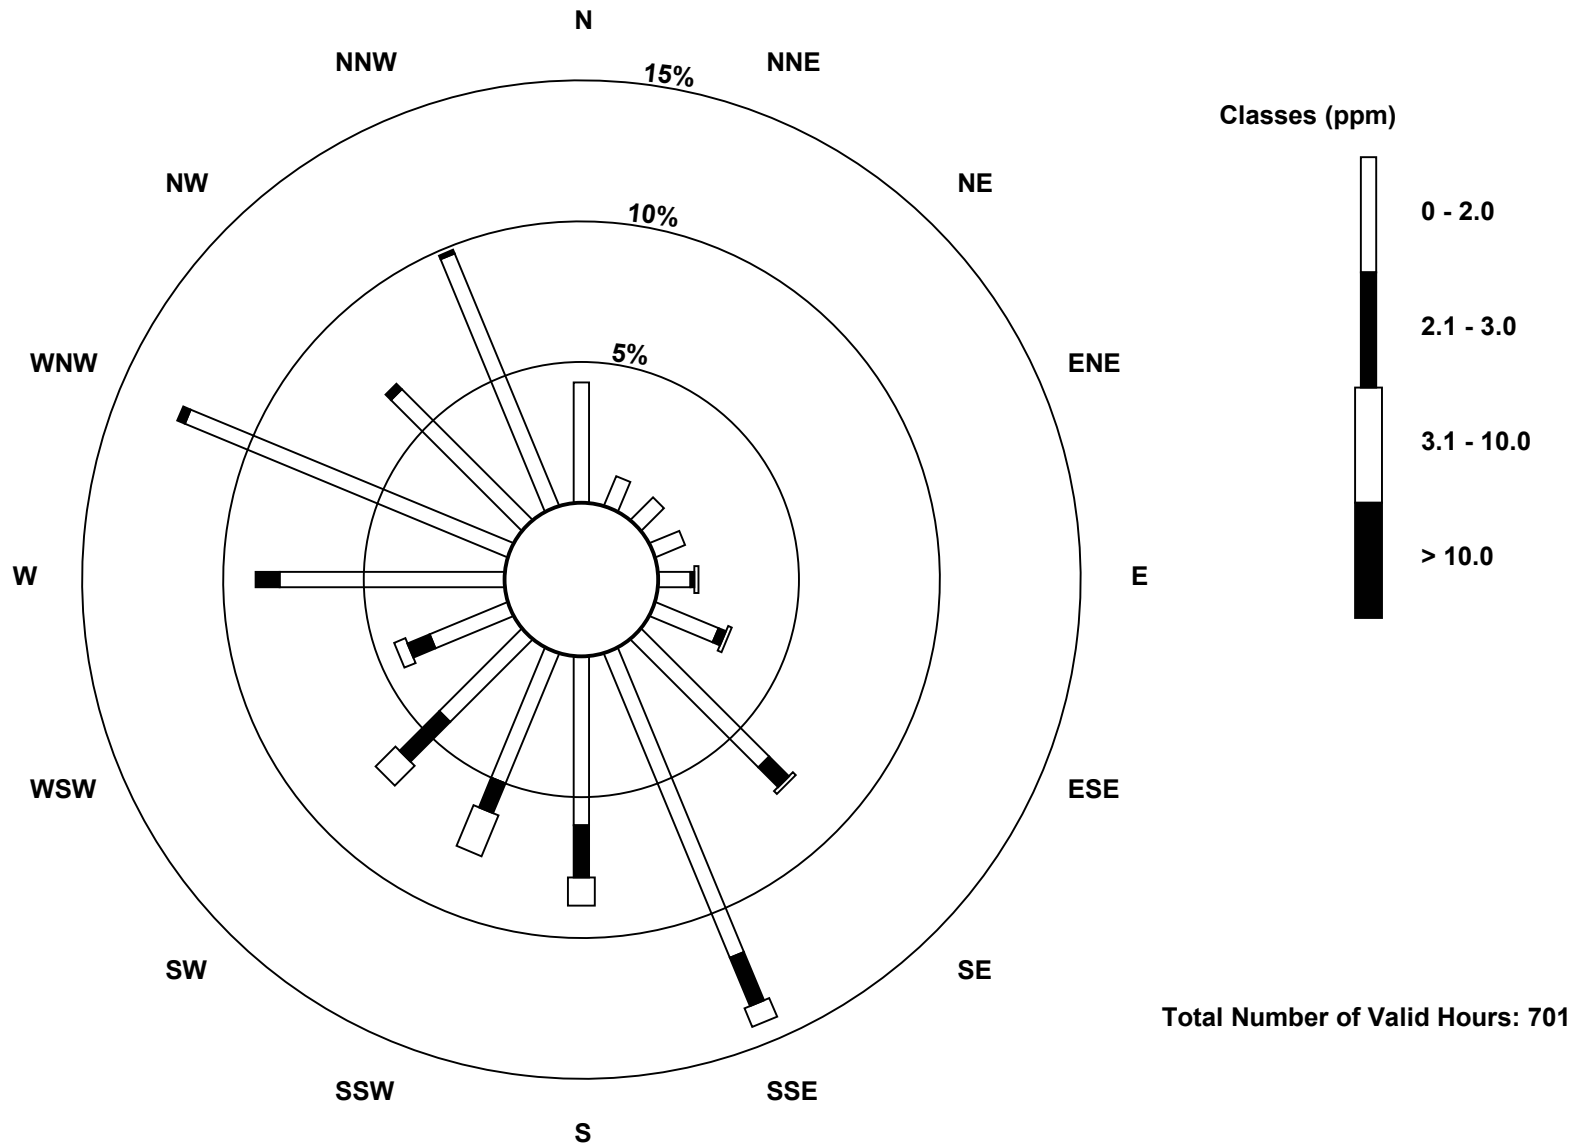 N
NNW
NNE
15%
Classes (ppm)
NW
NE
10%
0 - 2.0
2.1 - 3.0
5%
WNW
ENE
3.1 - 10.0
> 10.0
W
E
WSW
ESE
SW
SE
Total Number of Valid Hours: 701
SSW
SSE
S